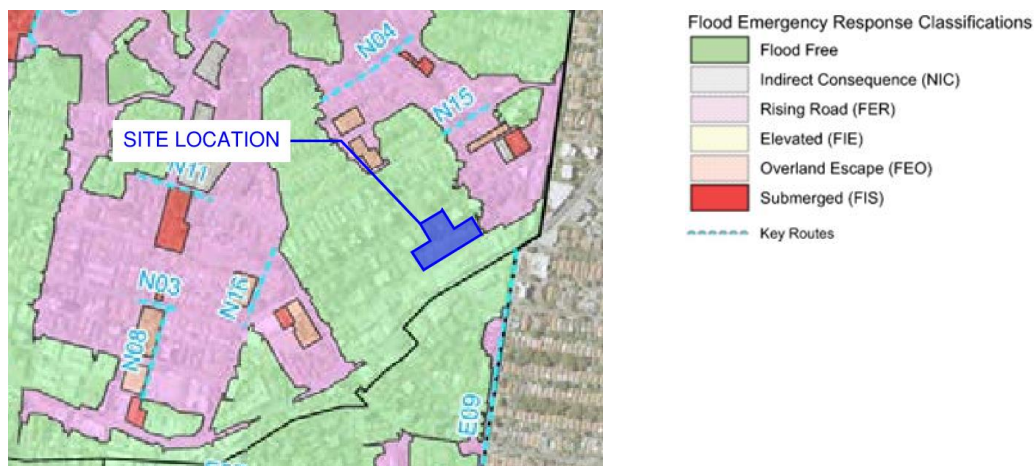 Flood Emergency Response Classifications
Flood Free
Indirect Consequence (NIC)
Rising Road (FER)
Elevated (FIE)
Overland Escape (FEO)
Submerged (FIS)
Key Routes
N04
N15
SITE LOCATION
N11
N03
N16
N08
E09